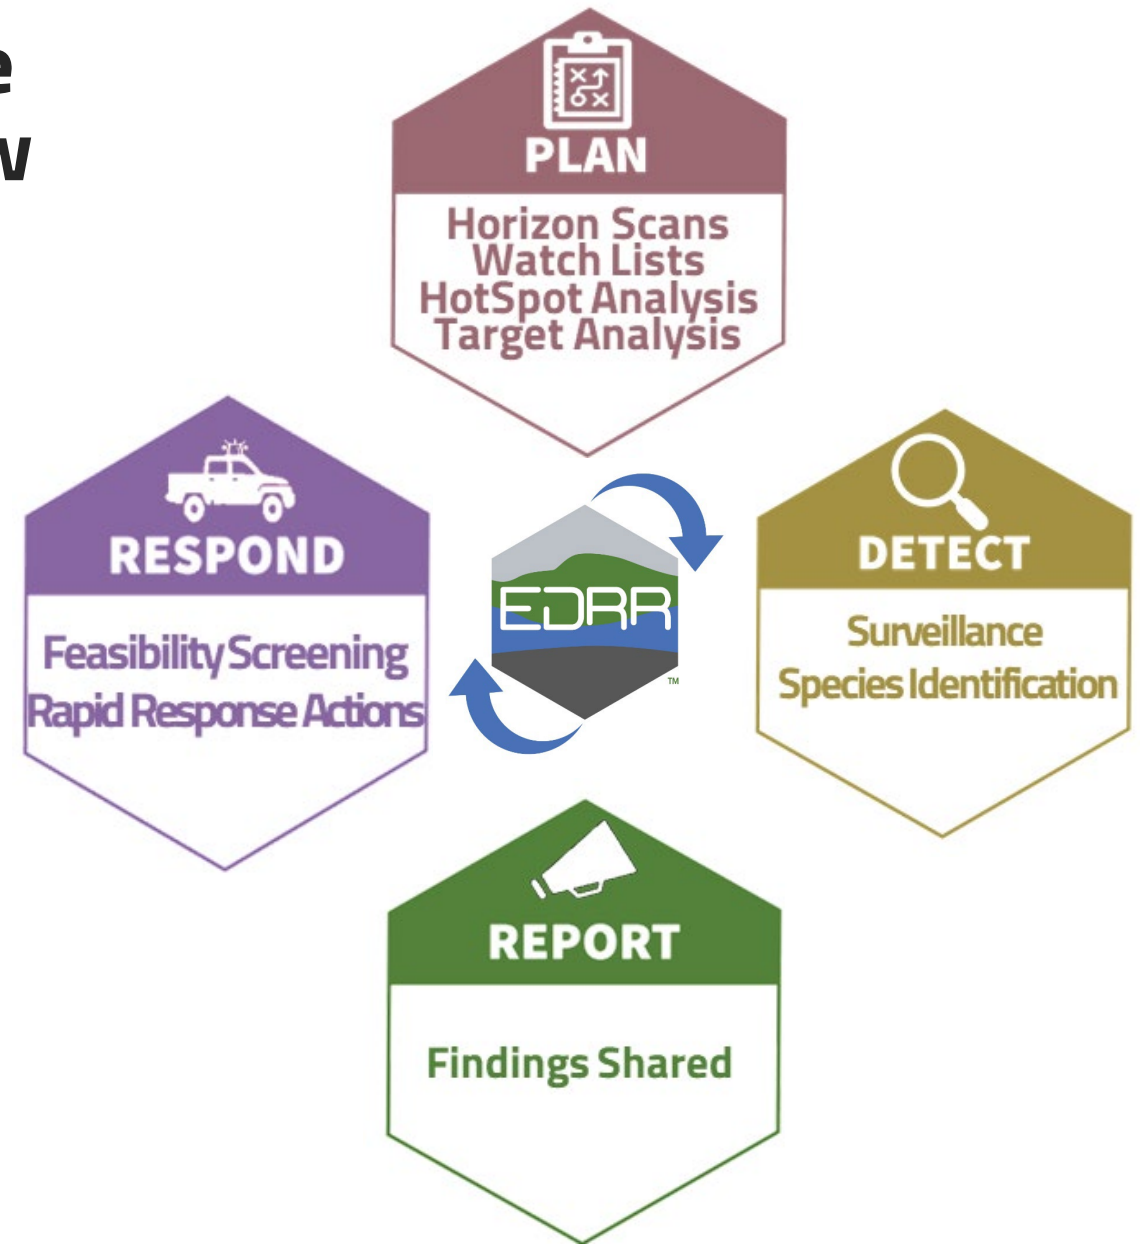 e
w
PLAN
Horizon Scans
Watch Lists
HotSpot Analysis
Target Analysis
RESPOND
Feasibility Screening
Rapid Response Actions
EDRR
TM
DETECT
Surveillance
Species Identification
REPORT
Findings Shared